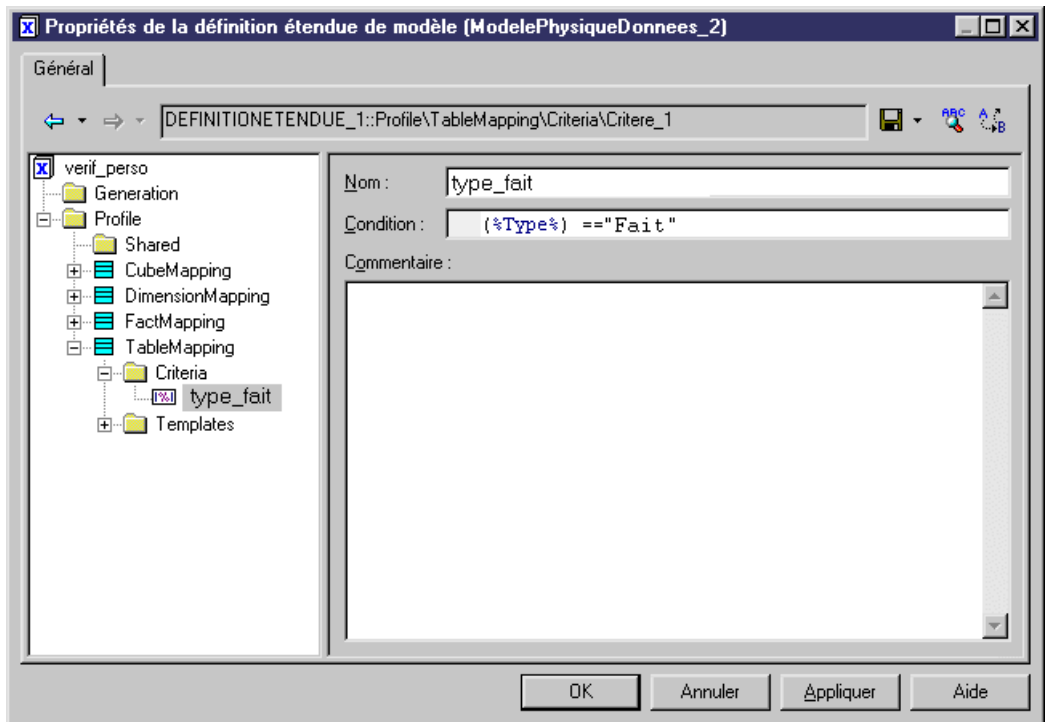 Propriétés de la définition étendue de modèle (ModelePhysiqueDonnees_2)
Général
DEFINITIONETENDUE_1::Profile\TableMapping\Criteria\Critere_1
ABC
A
B
verif_perso
Generation
Profile
Shared
CubeMapping
DimensionMapping
FactMapping
TableMapping
Criteria
type_fait
Templates
Nom :
type_fait
Condition :
(%Type%) =="Fait"
Commentaire :
OK
Annuler
Appliquer
Aide